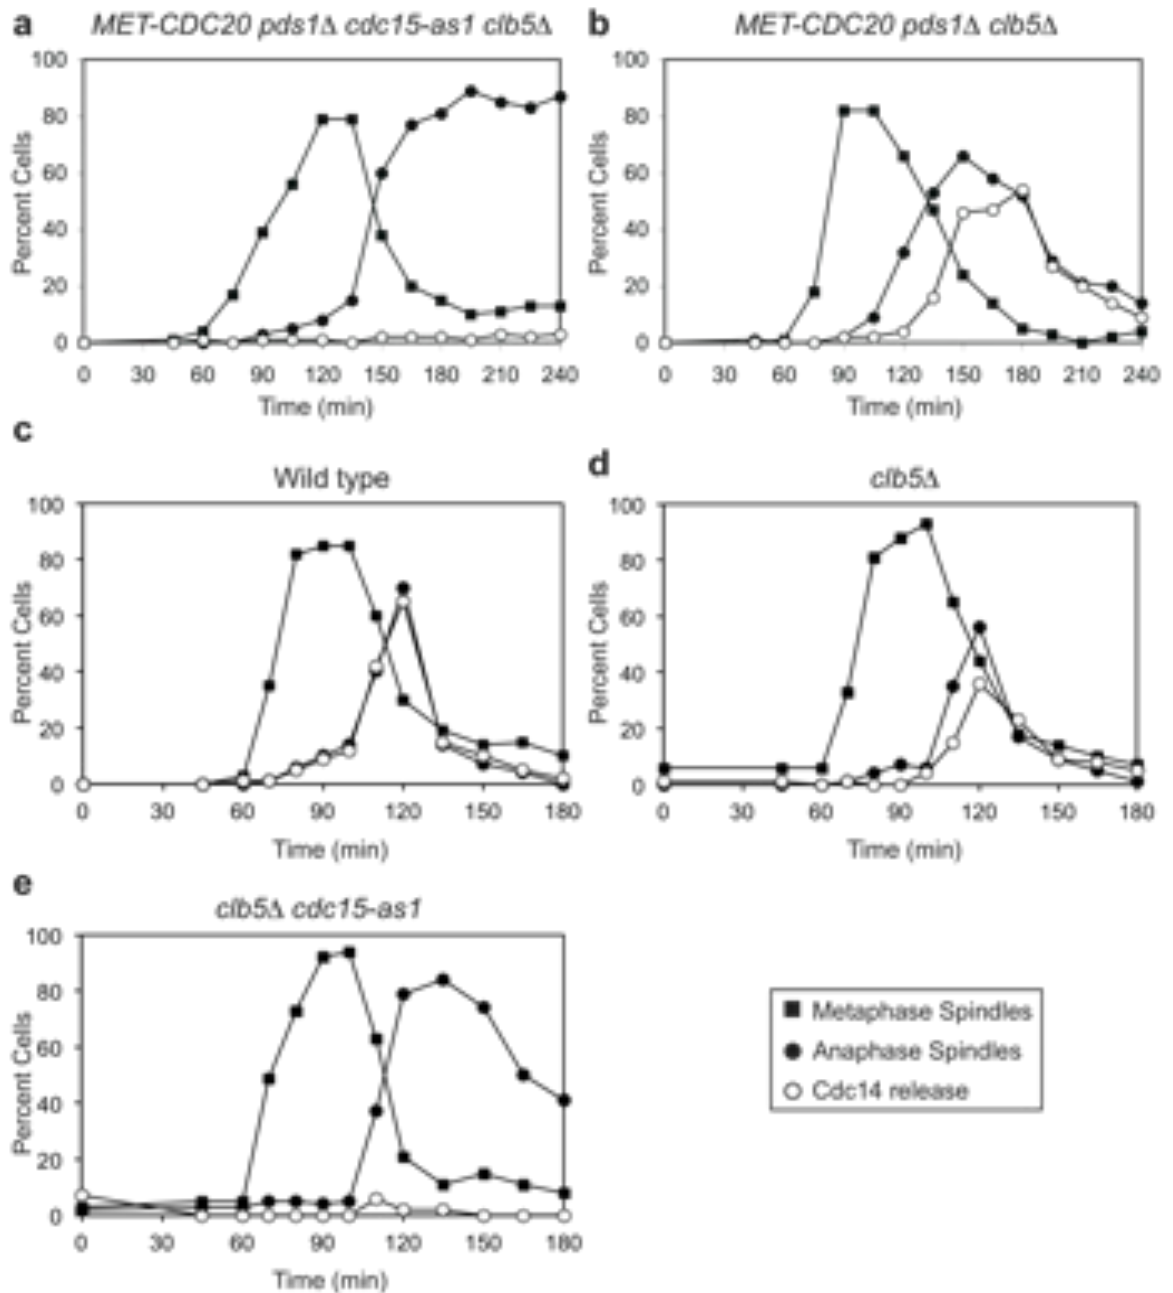 a MET-CDC20 pds1Δ cdc15-as1 clb5Δ
100
80
60
40
20
0
Percent Cells
0 30 60 90 120 150 180 210 240
Time (min)
b MET-CDC20 pds1Δ clb5Δ
100
80
60
40
20
0
Percent Cells
0 30 60 90 120 150 180 210 240
Time (min)
c
Wild type
100
80
60
40
20
0
Percent Cells
0 30 60 90 120 150 180
Time (min)
d
clb5Δ
100
80
60
40
20
0
Percent Cells
0 30 60 90 120 150 180
Time (min)
e
clb5Δ cdc15-as1
100
80
60
40
20
0
Percent Cells
0 30 60 90 120 150 180
Time (min)
Metaphase Spindles
Anaphase Spindles
Cdc14 release